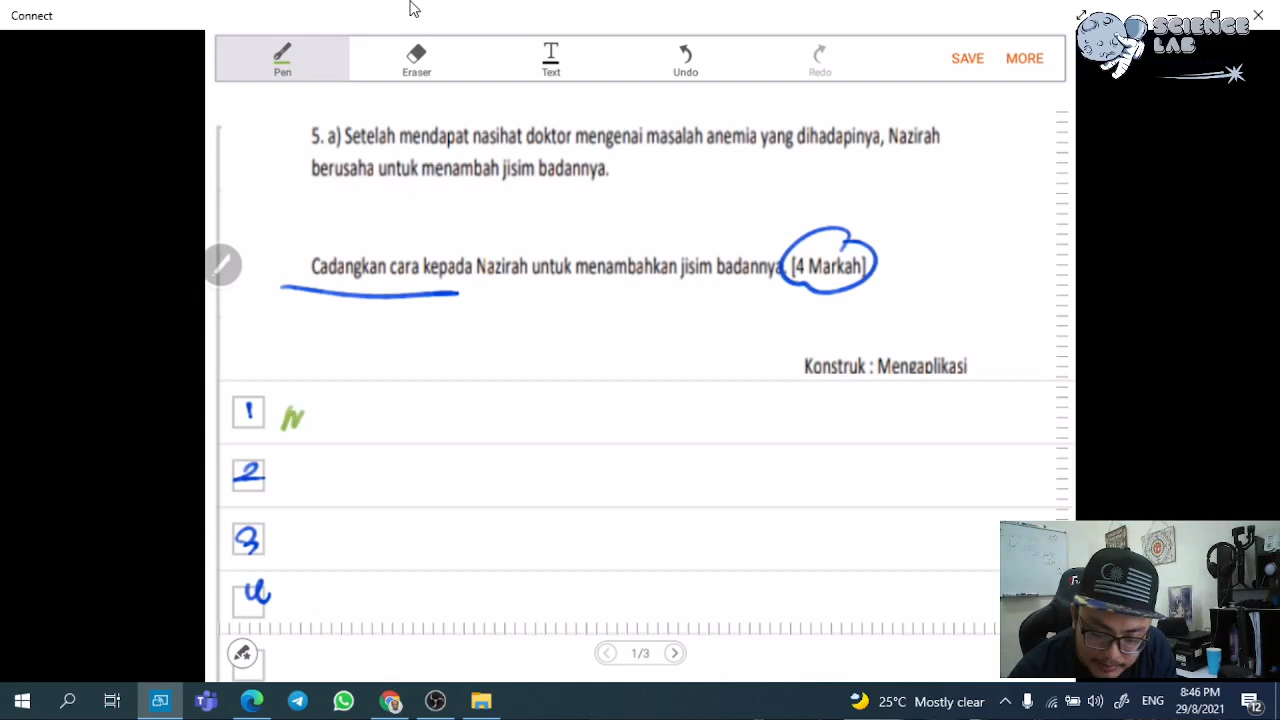 Connect
Pen
Eraser
Text
Undo
Redo
SAVE
MORE
LAB
5. a) Setelah mendapat nasihat doktor mengenai masalah anemia yang dihadapinya, Nazirah
berusaha untuk menambah jisim badannya.
Cadangkan cara kepada Nazirah untuk menambahkan jisim badannya. [4 Markah]
Konstruk : Mengaplikasi
1
2
3
4
1/3
25°C Mostly clear
ENG
8:46 PM
29/8/2021
12